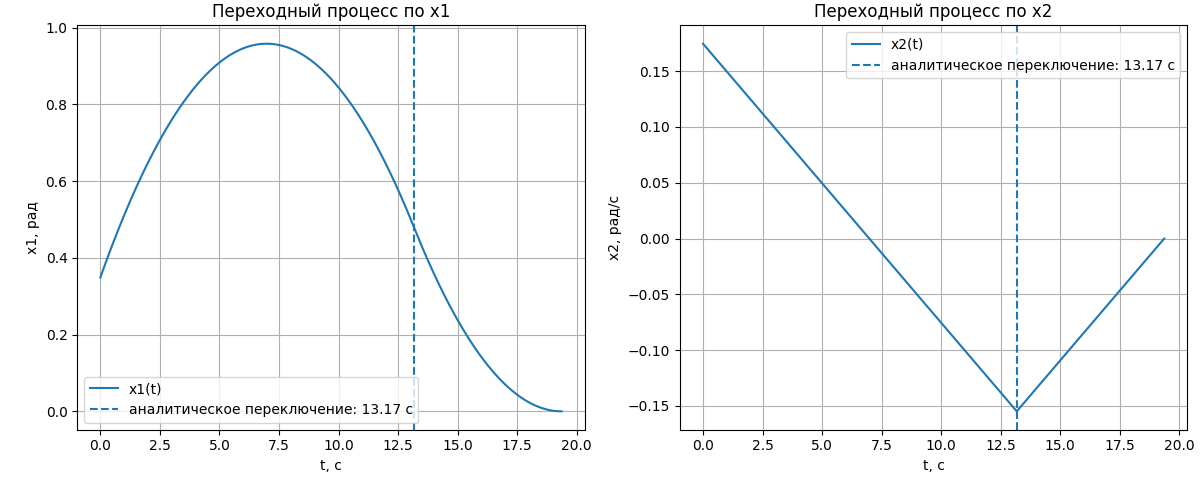 Переходный процесс по x1
1.0
0.8
0.6
0.4
0.2
0.0
x1, рад
x1(t)
аналитическое переключение: 13.17 с
0.0 2.5 5.0 7.5 10.0 12.5 15.0 17.5 20.0
t, с
Переходный процесс по x2
0.15
0.10
0.05
0.00
−0.05
−0.10
−0.15
x2, рад/с
x2(t)
аналитическое переключение: 13.17 с
0.0 2.5 5.0 7.5 10.0 12.5 15.0 17.5 20.0
t, с